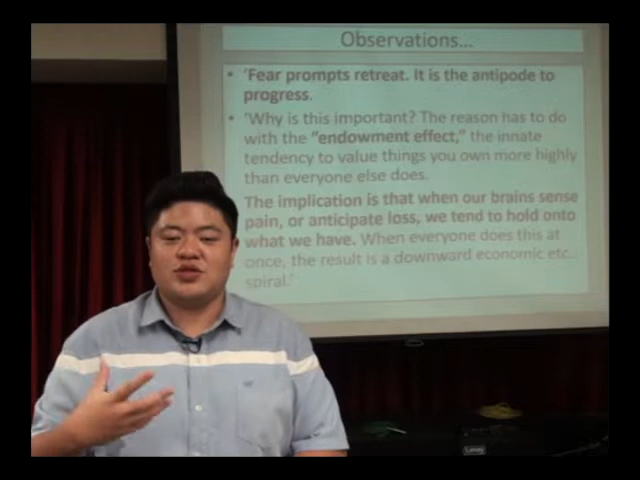 Observations...
• 'Fear prompts retreat. It is the antipode to
progress.
• 'Why is this important? The reason has to do
with the "endowment effect," the innate
tendency to value things you own more highly
than everyone else does.
The implication is that when our brains sense
pain, or anticipate loss, we tend to hold onto
what we have. When everyone does this at
once, the result is a downward economic etc..
spiral.'
Laney